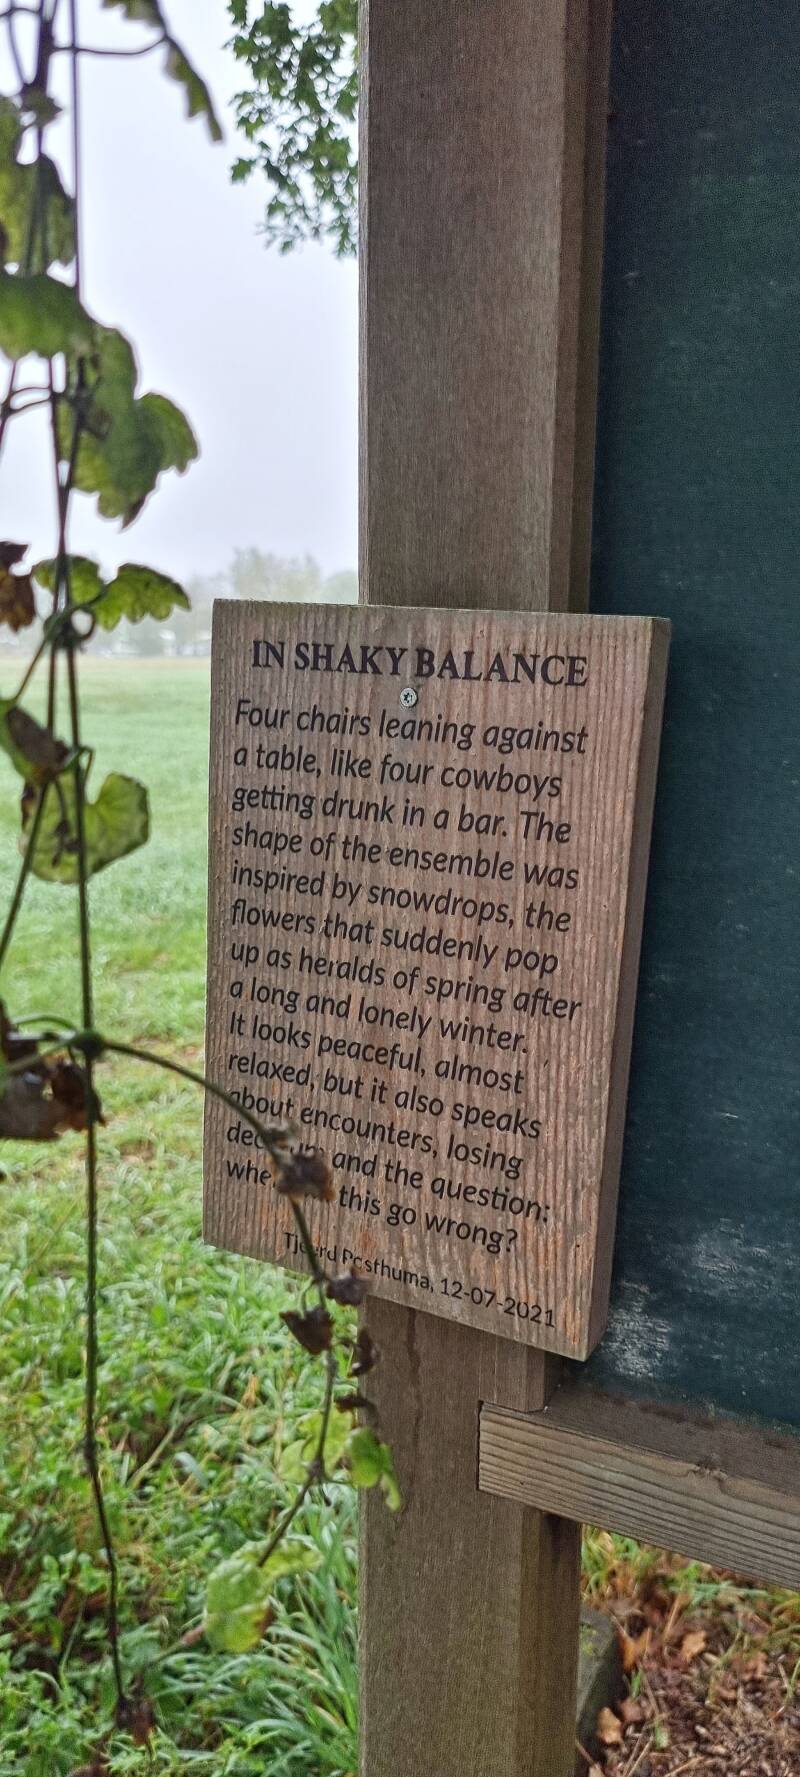 IN SHAKY BALANCE
Four chairs leaning against
a table, like four cowboys
getting drunk in a bar. The
shape of the ensemble was
inspired by snowdrops, the
flowers that suddenly pop
up as heralds of spring after
a long and lonely winter.
It looks peaceful, almost
relaxed, but it also speaks
about encounters, losing
and the question:
this go wrong?
Tjeerd Posthuma, 12-07-2021